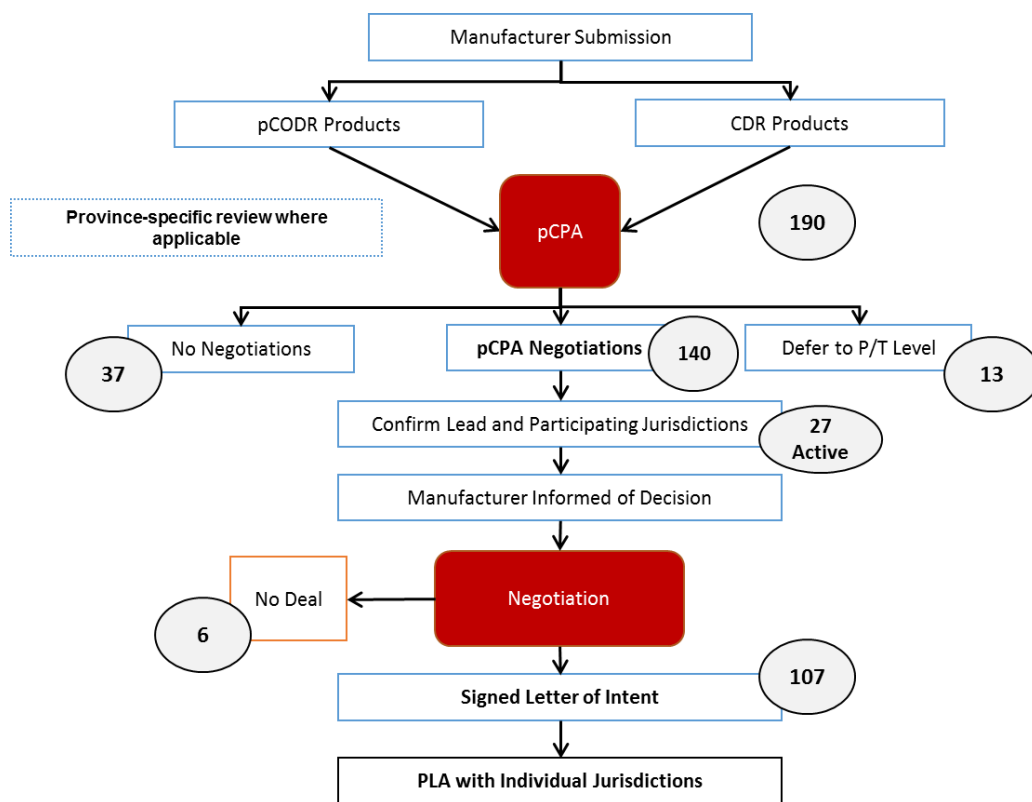 Manufacturer Submission
pCODR Products
CDR Products
Province-specific review where
applicable
pCPA
190
No Negotiations
37
pCPA Negotiations
140
Defer to P/T Level
13
Confirm Lead and Participating Jurisdictions
27
Active
Manufacturer Informed of Decision
No Deal
6
Negotiation
107
Signed Letter of Intent
PLA with Individual Jurisdictions